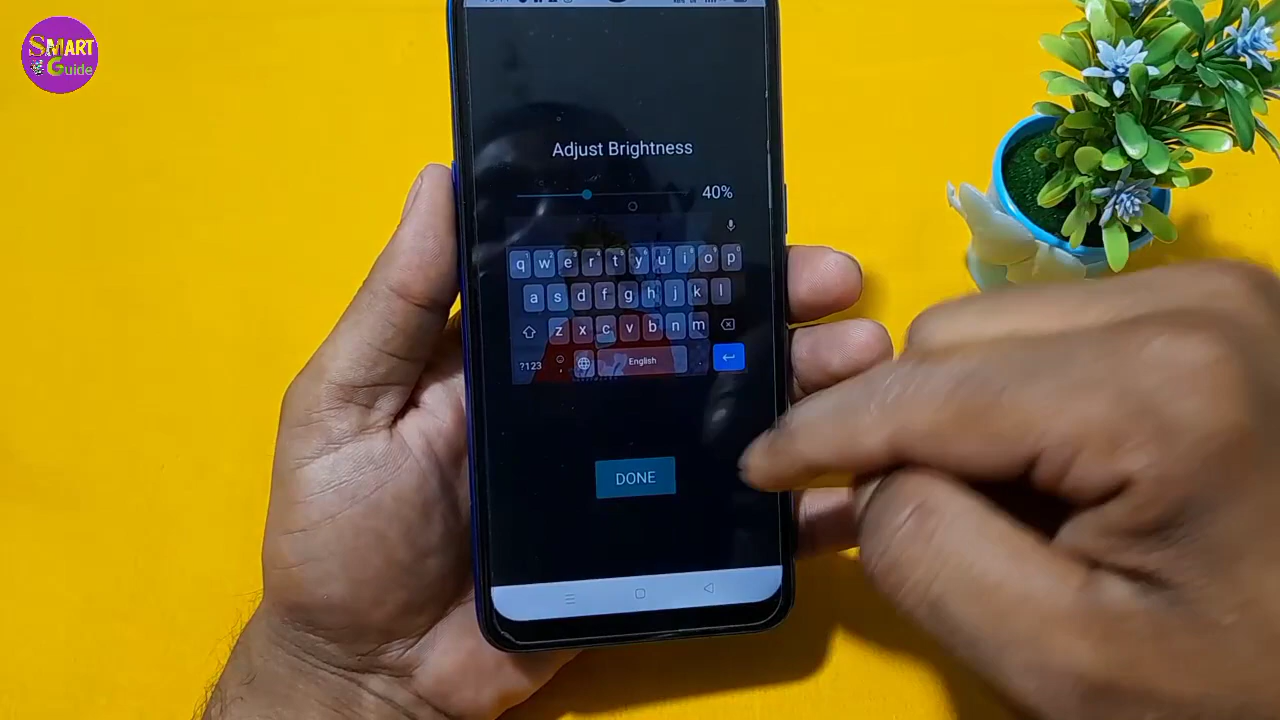 SMART
Guide
Adjust Brightness
40%
q w e r t y u i o p
a s d f g h j k l
z x c v b n m
?123 , English .
DONE